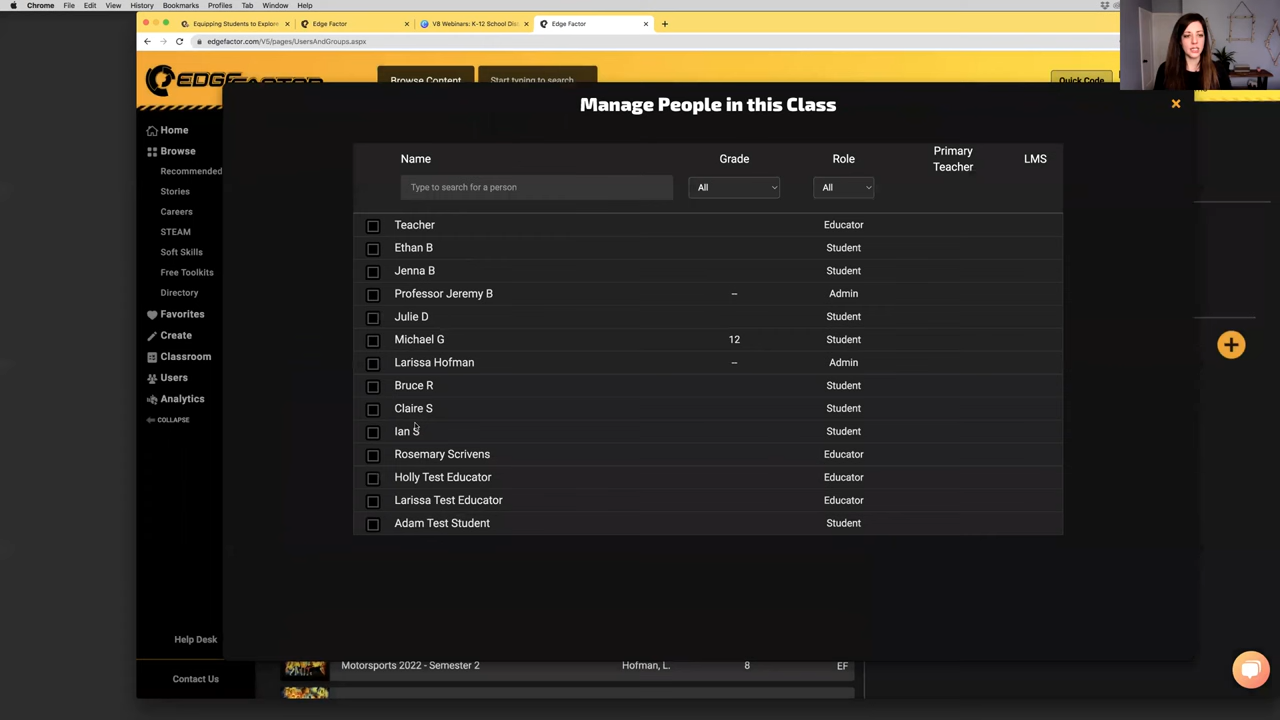 Chrome File Edit View History Bookmarks Profiles Tab Window Help
Equipping Students to Explore
Edge Factor
V8 Webinars: K-12 School Dis
Edge Factor
edgefactor.com/V5/pages/UsersAndGroups.aspx
EDGEFACTOR
Browse Content
Start typing to search
Quick Code
Manage People in this Class
Home
Browse
Recommended
Stories
Careers
STEAM
Soft Skills
Free Toolkits
Directory
Favorites
Create
Classroom
Users
Analytics
COLLAPSE
Help Desk
Contact Us
Name Grade Role Primary Teacher LMS
Type to search for a person All All
Teacher Educator
Ethan B Student
Jenna B Student
Professor Jeremy B -- Admin
Julie D Student
Michael G 12 Student
Larissa Hofman -- Admin
Bruce R Student
Claire S Student
Ian S Student
Rosemary Scrivens Educator
Holly Test Educator Educator
Larissa Test Educator Educator
Adam Test Student Student
Motorsports 2022 - Semester 2 Hofman, L. 8 EF